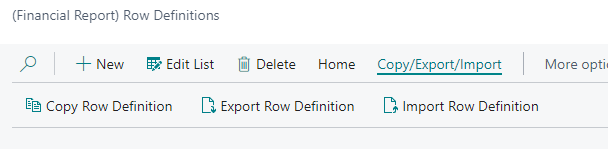 (Financial Report) Row Definitions
New Edit List Delete Home Copy/Export/Import More
Copy Row Definition Export Row Definition Import Row Definition